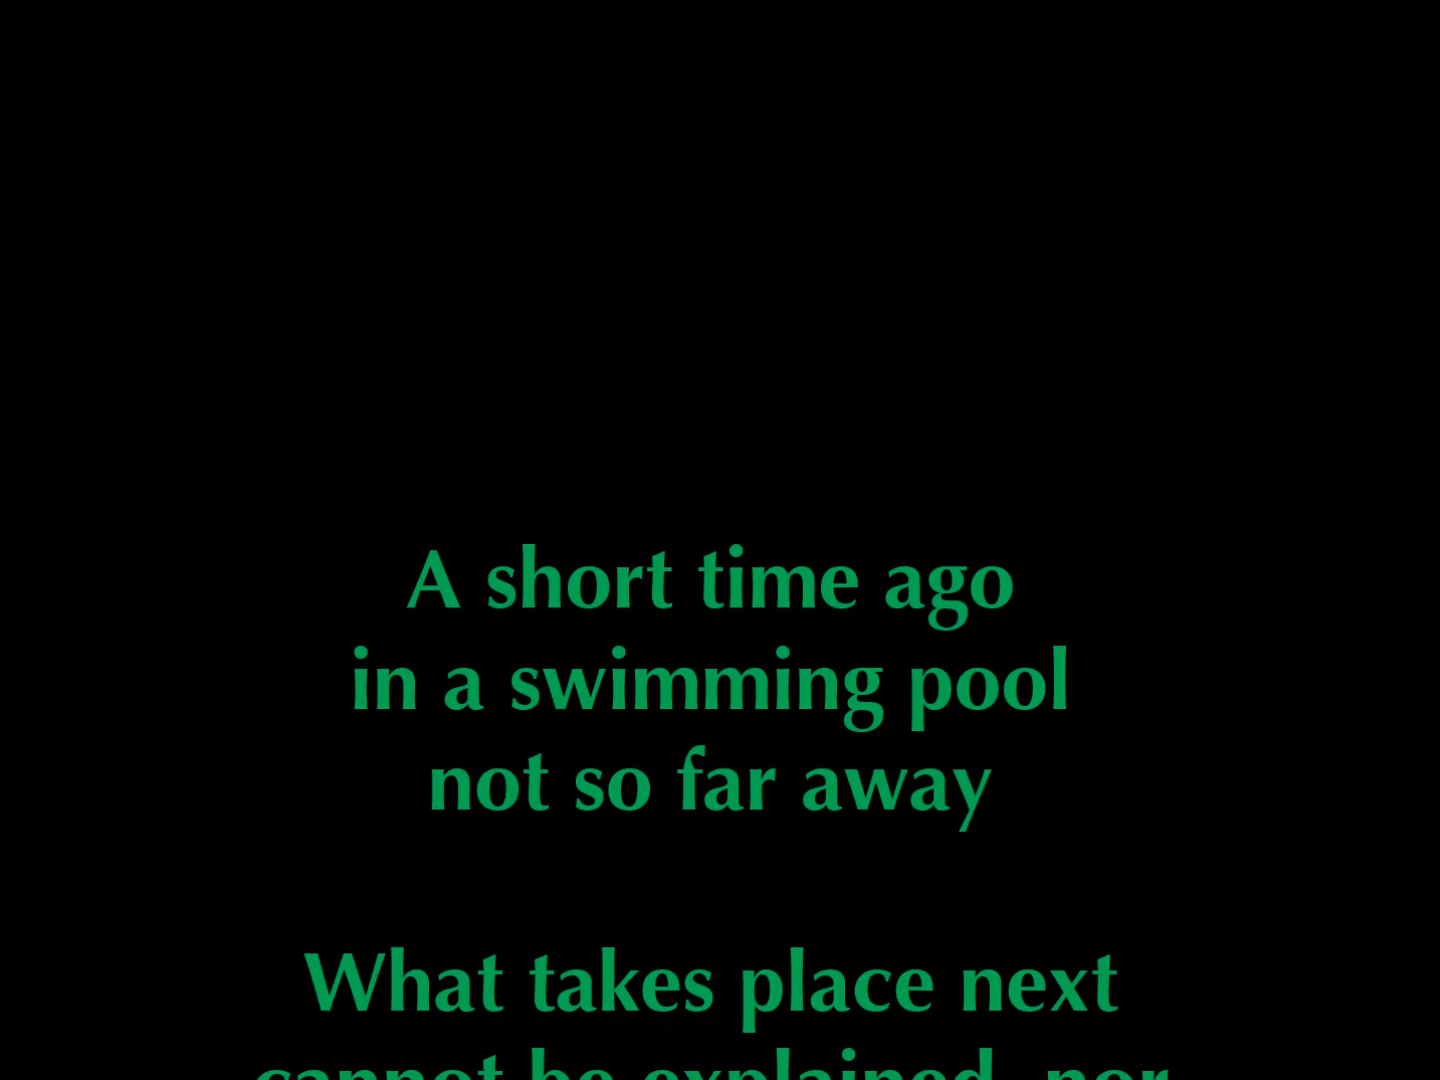 A short time ago
in a swimming pool
not so far away
What takes place next
cannot be explained, nor